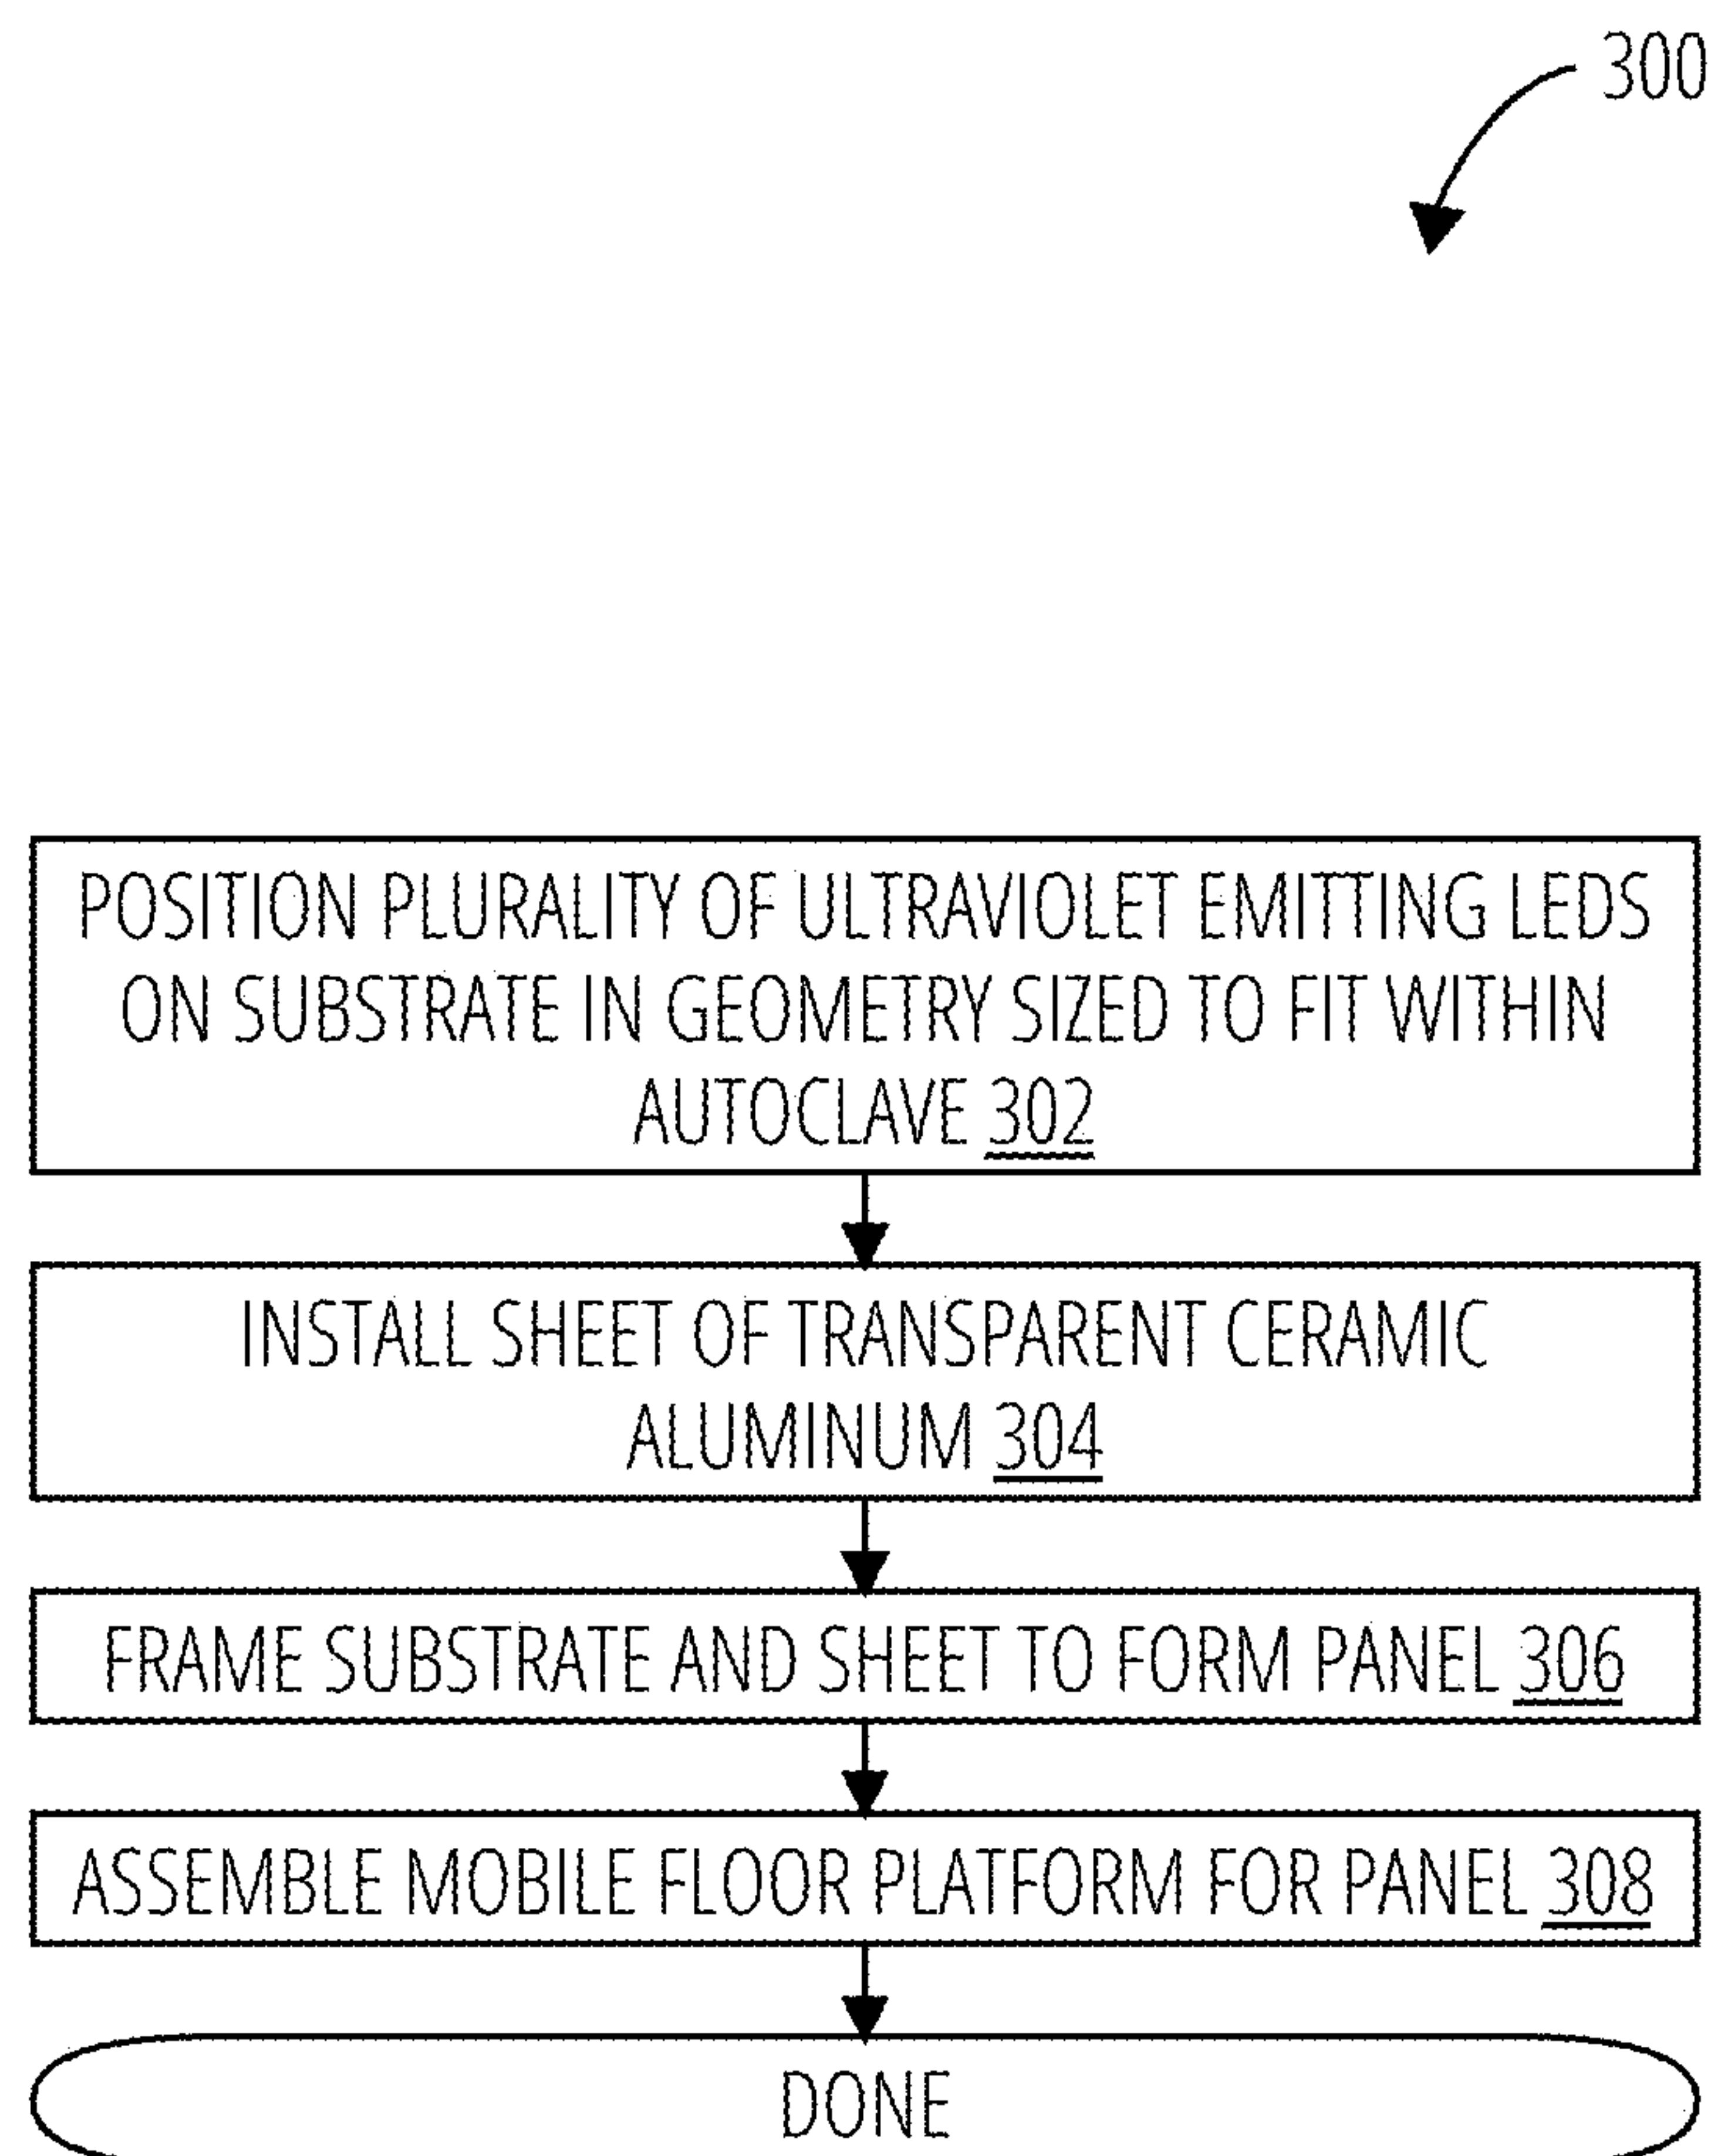 300
POSITION PLURALITY OF ULTRAVIOLET EMITTING LEDS
ON SUBSTRATE IN GEOMETRY SIZED TO FIT WITHIN
AUTOCLAVE 302
INSTALL SHEET OF TRANSPARENT CERAMIC
ALUMINUM 304
FRAME SUBSTRATE AND SHEET TO FORM PANEL 306
ASSEMBLE MOBILE FLOOR PLATFORM FOR PANEL 308
DONE